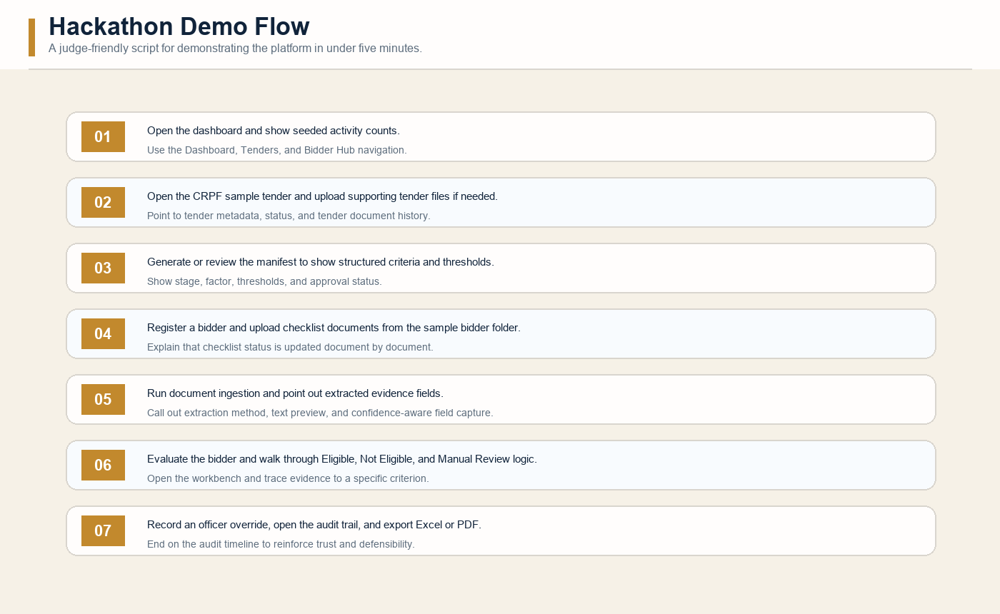 Hackathon Demo Flow
A judge-friendly script for demonstrating the platform in under five minutes.
01
Open the dashboard and show seeded activity counts.
Use the Dashboard, Tenders, and Bidder Hub navigation.
02
Open the CRPF sample tender and upload supporting tender files if needed.
Point to tender metadata, status, and tender document history.
03
Generate or review the manifest to show structured criteria and thresholds.
Show stage, factor, thresholds, and approval status.
04
Register a bidder and upload checklist documents from the sample bidder folder.
Explain that checklist status is updated document by document.
05
Run document ingestion and point out extracted evidence fields.
Call out extraction method, text preview, and confidence-aware field capture.
06
Evaluate the bidder and walk through Eligible, Not Eligible, and Manual Review logic.
Open the workbench and trace evidence to a specific criterion.
07
Record an officer override, open the audit trail, and export Excel or PDF.
End on the audit timeline to reinforce trust and defensibility.